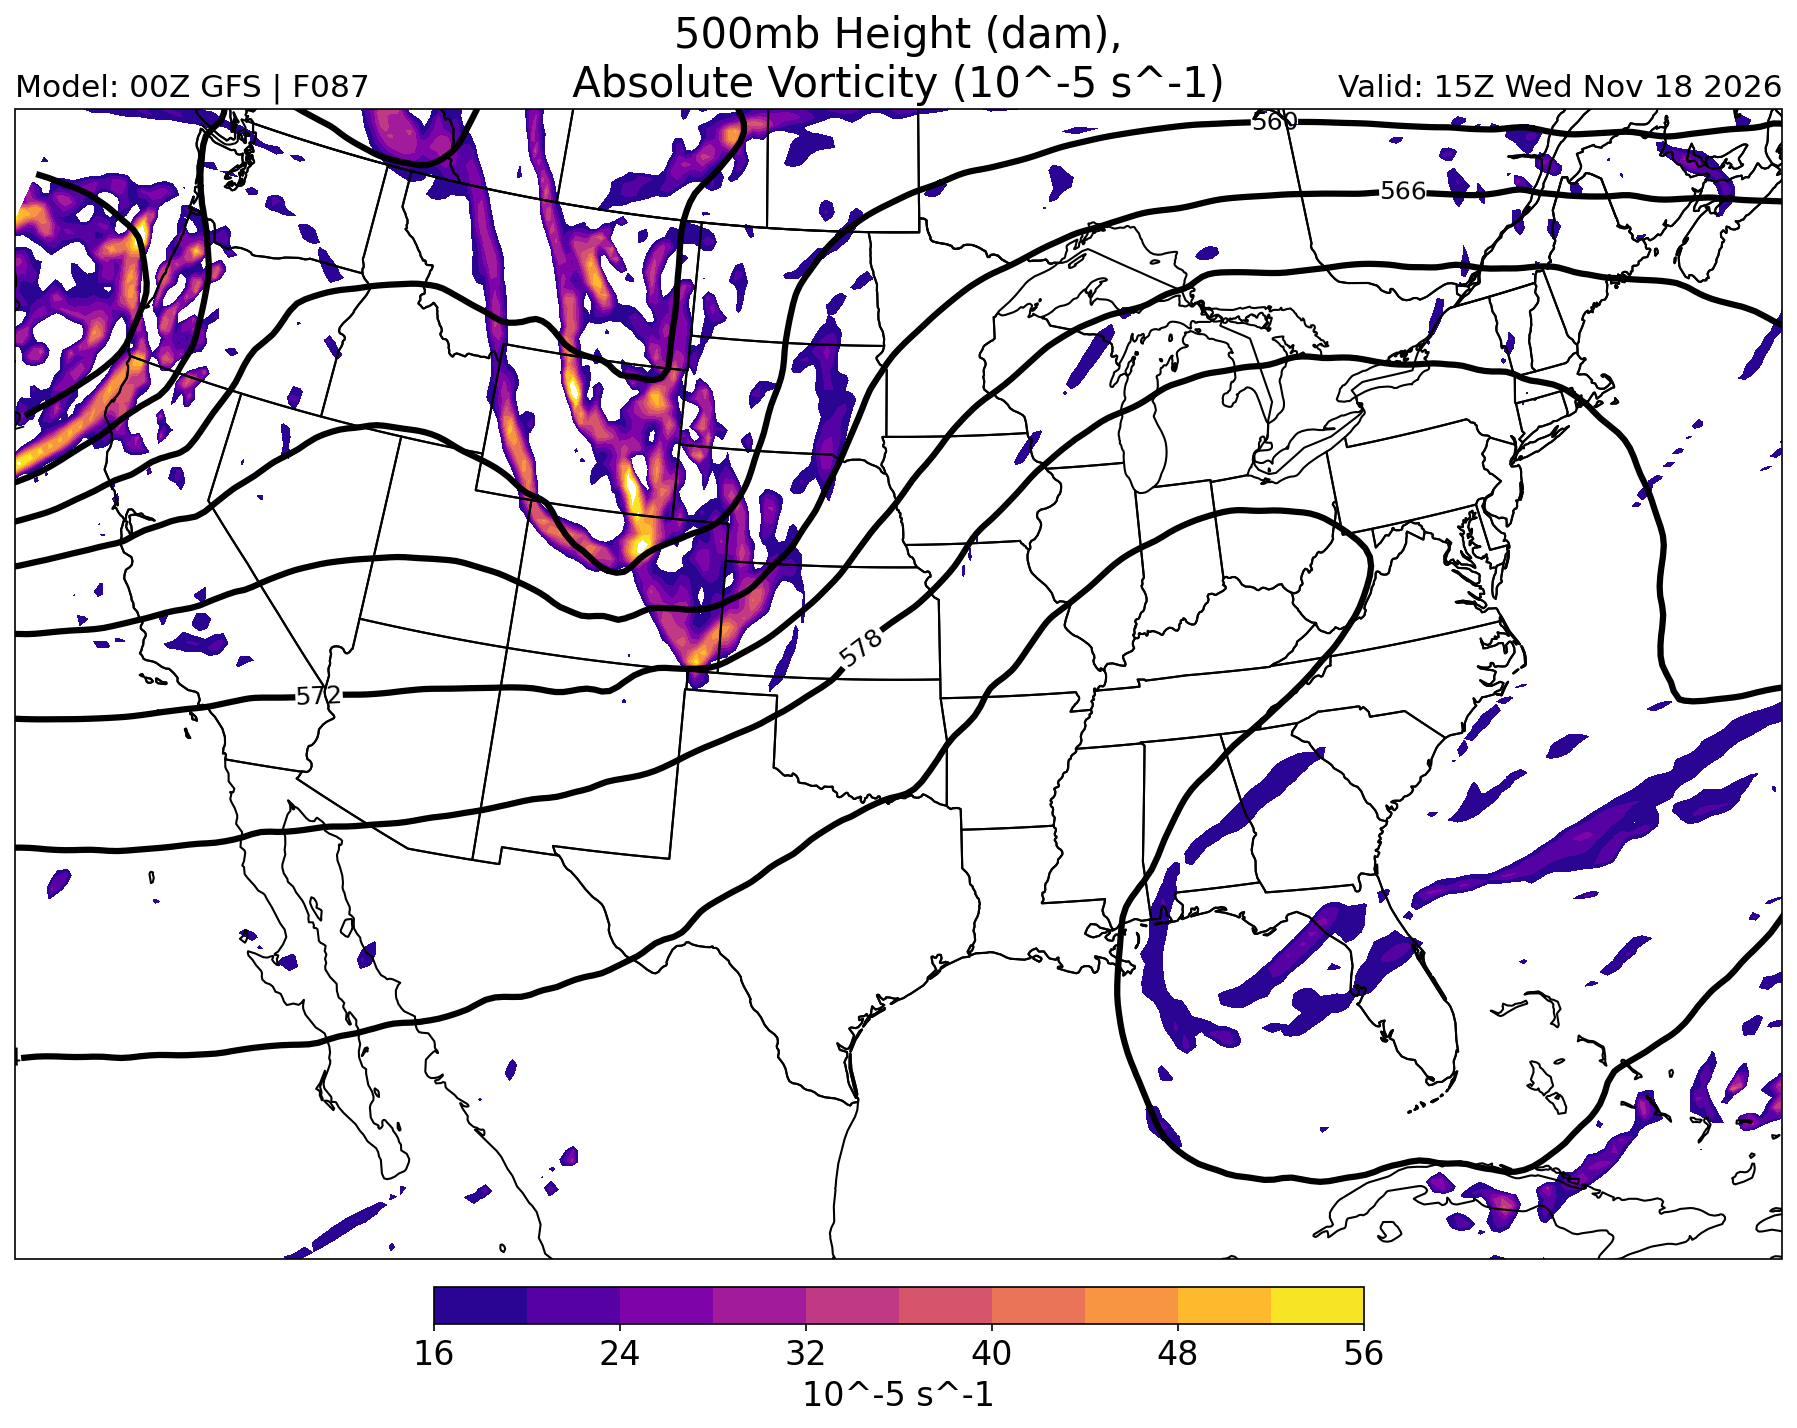 500mb Height (dam),
Model: 00Z GFS | F087
Absolute Vorticity (10^-5 s^-1)
Valid: 15Z Wed Nov 18 2026
560
566
578
572
16 24 32 40 48 56
10^-5 s^-1